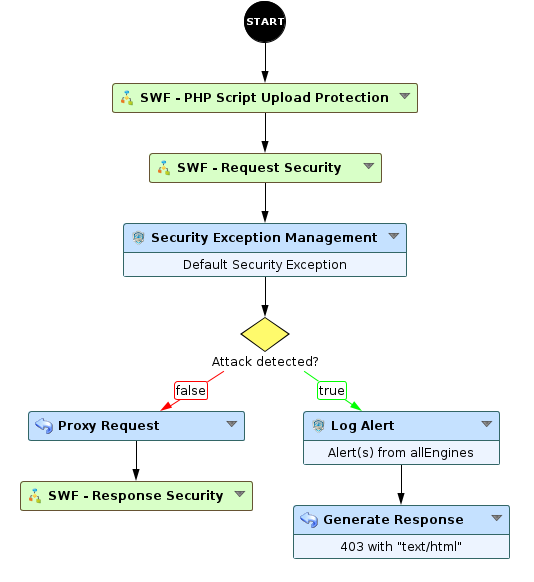 START
SWF - PHP Script Upload Protection
SWF - Request Security
Security Exception Management
Default Security Exception
Attack detected?
false
true
Proxy Request
Log Alert
Alert(s) from allEngines
SWF - Response Security
Generate Response
403 with "text/html"